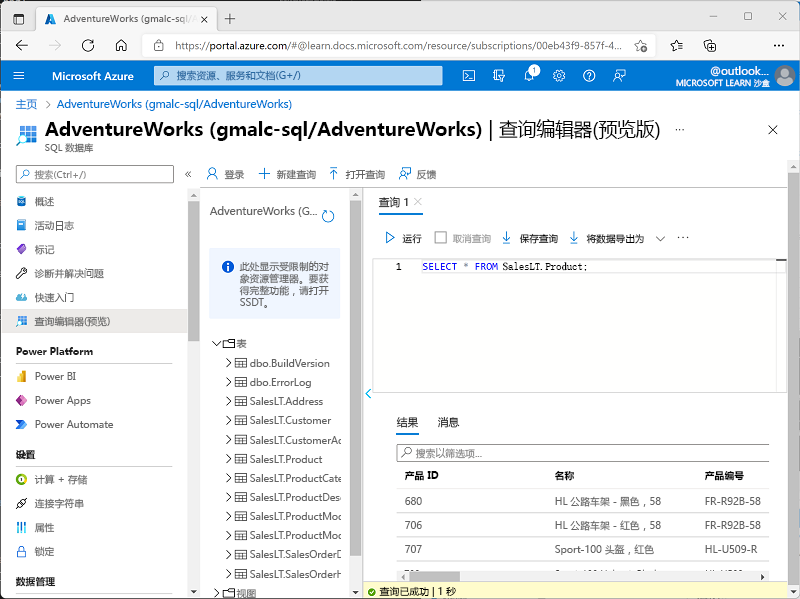 AdventureWorks (gmalc-sql/
https://portal.azure.com/#@learn.docs.microsoft.com/resource/subscriptions/00eb43f9-857f-4...
Microsoft Azure
搜索资源、服务和文档(G+/)
1
@outlook...
MICROSOFT LEARN 沙盒
主页 > AdventureWorks (gmalc-sql/AdventureWorks)
AdventureWorks (gmalc-sql/AdventureWorks) | 查询编辑器(预览版) ...
SQL 数据库
搜索(Ctrl+/)
登录
新建查询
打开查询
反馈
概述
活动日志
标记
诊断并解决问题
快速入门
查询编辑器(预览)
Power Platform
Power BI
Power Apps
Power Automate
设置
计算 + 存储
连接字符串
属性
锁定
数据管理
AdventureWorks (G...
此处显示受限制的对
象资源管理器。要获
得完整功能，请打开
SSDT。
表
dbo.BuildVersion
dbo.ErrorLog
SalesLT.Address
SalesLT.Customer
SalesLT.CustomerAd
SalesLT.Product
SalesLT.ProductCate
SalesLT.ProductDes
SalesLT.ProductMod
SalesLT.ProductMod
SalesLT.SalesOrderD
SalesLT.SalesOrderH
视图
查询 1
运行
取消查询
保存查询
将数据导出为
...
1 SELECT * FROM SalesLT.Product;
结果 消息
搜索以筛选项...
产品 ID 名称 产品编号
680 HL 公路车架 - 黑色，58 FR-R92B-58
706 HL 公路车架 - 红色，58 FR-R92B-58
707 Sport-100 头盔，红色 HL-U509-R
查询已成功 | 1 秒